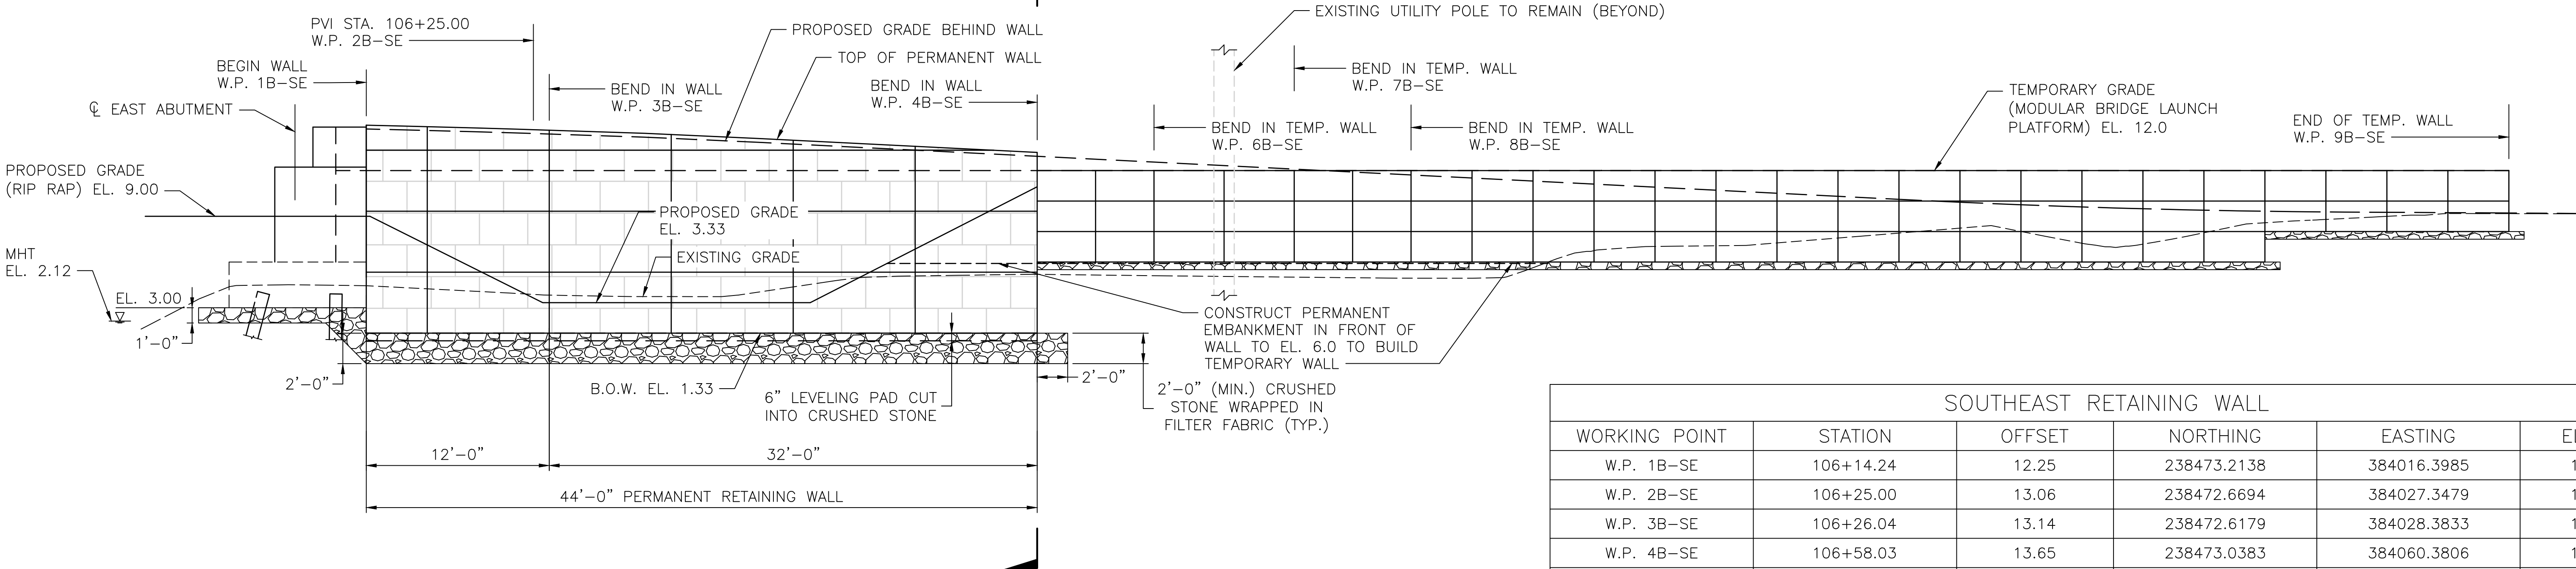 EXISTING UTILITY POLE TO REMAIN (BEYOND)
PVI STA. 106+25.00
W.P. 2B-SE
PROPOSED GRADE BEHIND WALL
TOP OF PERMANENT WALL
BEGIN WALL
W.P. 1B-SE
BEND IN WALL
W.P. 3B-SE
BEND IN WALL
W.P. 4B-SE
BEND IN TEMP. WALL
W.P. 7B-SE
TEMPORARY GRADE
(MODULAR BRIDGE LAUNCH
PLATFORM) EL. 12.0
℄ EAST ABUTMENT
BEND IN TEMP. WALL
W.P. 6B-SE
BEND IN TEMP. WALL
W.P. 8B-SE
END OF TEMP. WALL
W.P. 9B-SE
PROPOSED GRADE
(RIP RAP) EL. 9.00
PROPOSED GRADE
EL. 3.33
MHT
EL. 2.12
EXISTING GRADE
EL. 3.00
1'-0"
2'-0"
B.O.W. EL. 1.33
6" LEVELING PAD CUT
INTO CRUSHED STONE
2'-0"
2'-0" (MIN.) CRUSHED
STONE WRAPPED IN
FILTER FABRIC (TYP.)
CONSTRUCT PERMANENT
EMBANKMENT IN FRONT OF
WALL TO EL. 6.0 TO BUILD
TEMPORARY WALL
12'-0"
32'-0"
44'-0" PERMANENT RETAINING WALL
SOUTHEAST RETAINING WALL
WORKING POINT STATION OFFSET NORTHING EASTING
W.P. 1B-SE 106+14.24 12.25 238473.2138 384016.3985
W.P. 2B-SE 106+25.00 13.06 238472.6694 384027.3479
W.P. 3B-SE 106+26.04 13.14 238472.6179 384028.3833
W.P. 4B-SE 106+58.03 13.65 238473.0383 384060.3806